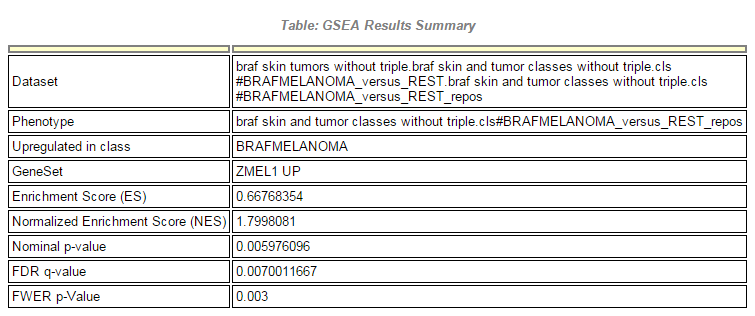 Table: GSEA Results Summary
Dataset
braf skin tumors without triple.braf skin and tumor classes without triple.cls
#BRAFMELANOMA_versus_REST.braf skin and tumor classes without triple.cls
#BRAFMELANOMA_versus_REST_repos
Phenotype braf skin and tumor classes without triple.cls#BRAFMELANOMA_versus_REST_repos
Upregulated in class BRAFMELANOMA
GeneSet ZMEL1 UP
Enrichment Score (ES) 0.66768354
Normalized Enrichment Score (NES) 1.7998081
Nominal p-value 0.005976096
FDR q-value 0.0070011667
FWER p-Value 0.003